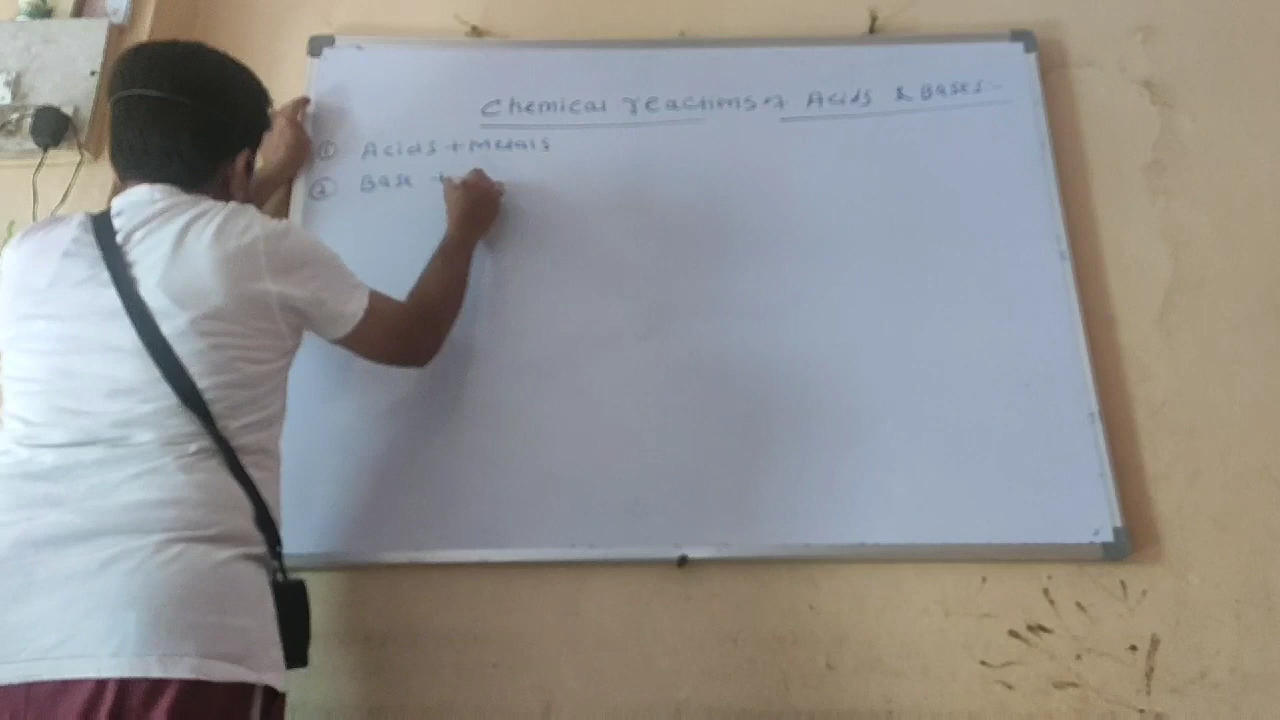 Chemical reactions of Acids & Bases:-
① Acids + Metals
② Base +